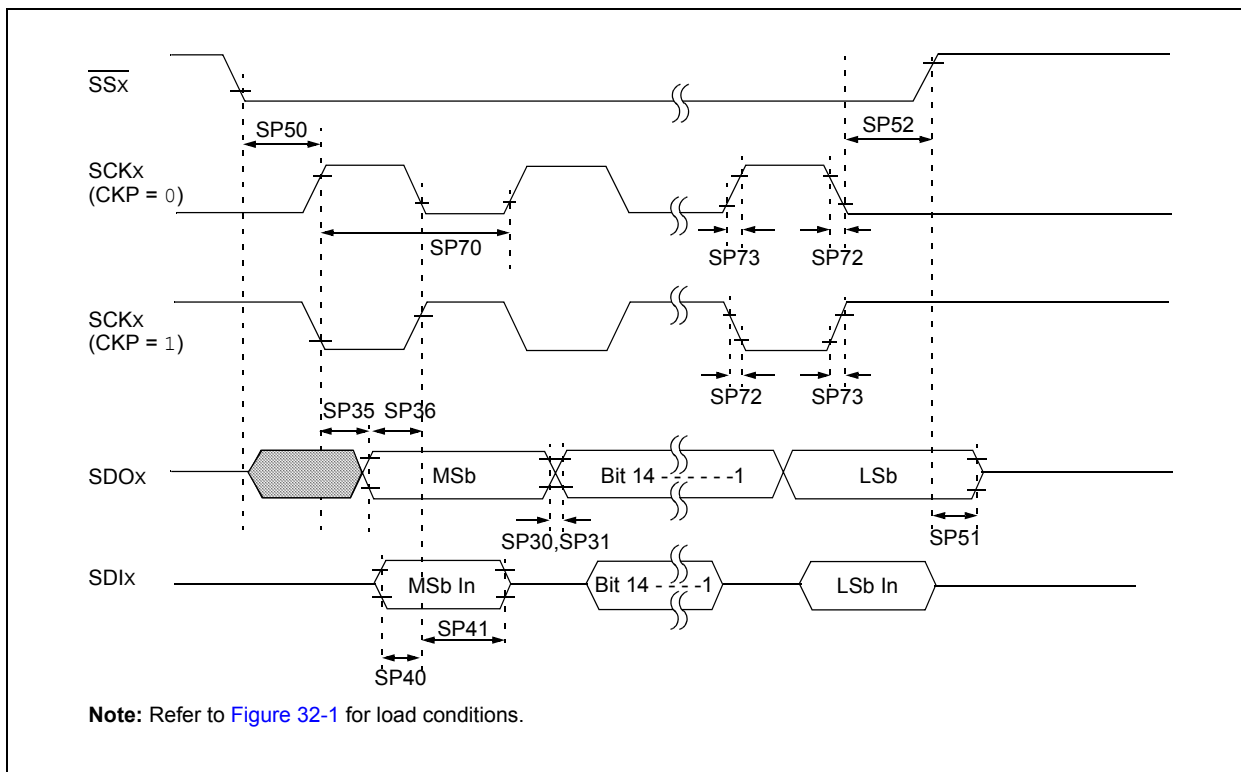 SSx
SP50
SP52
SCKx
(CKP = 0)
SP70
SP73
SP72
SCKx
(CKP = 1)
SP72
SP73
SP35
SP36
SDOx
MSb
Bit 14 - - - - - -1
LSb
SP30,SP31
SP51
SDIx
MSb In
Bit 14 - - - -1
LSb In
SP41
SP40
Note: Refer to Figure 32-1 for load conditions.